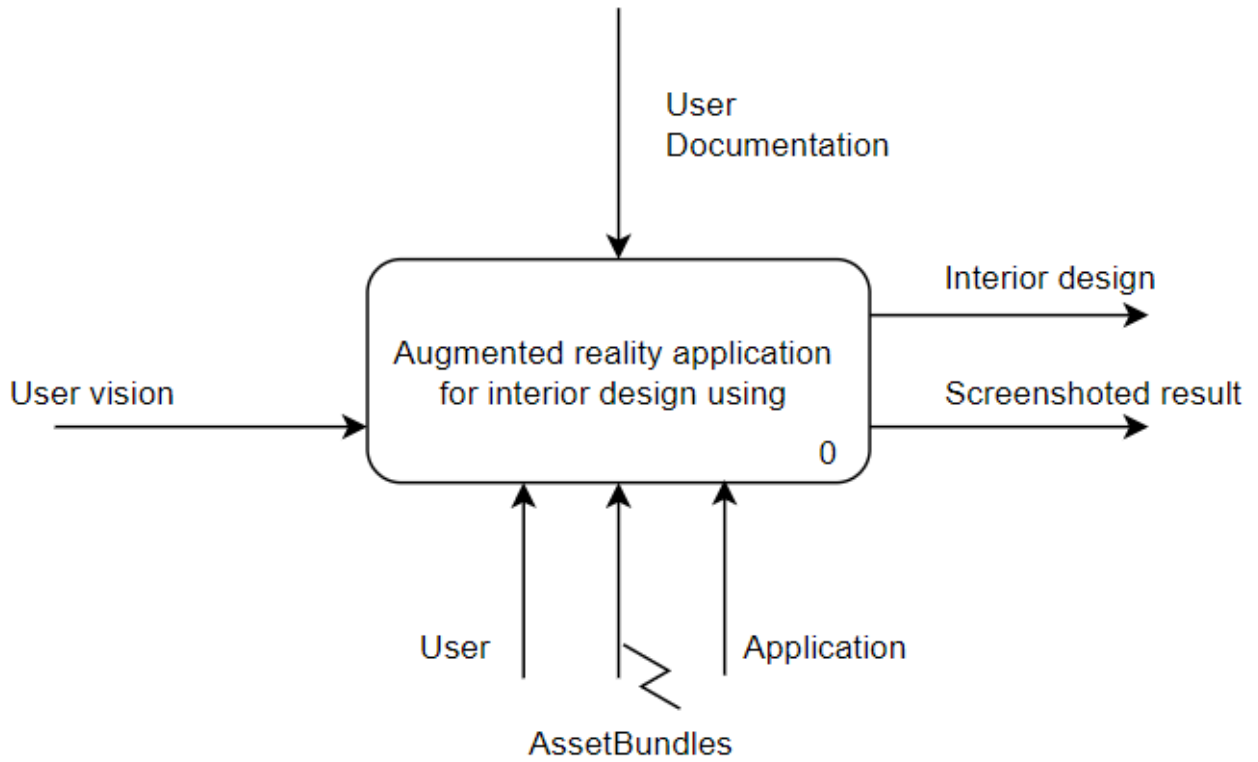 User
Documentation
Interior design
Augmented reality application
for interior design using
User vision
Screenshoted result
0
User
Application
AssetBundles